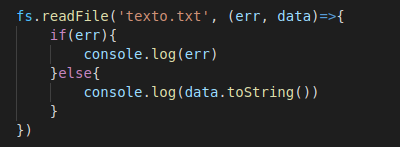 fs.readFile('texto.txt', (err, data)=>{
    if(err){
        console.log(err)
    }else{
        console.log(data.toString())
    }
})